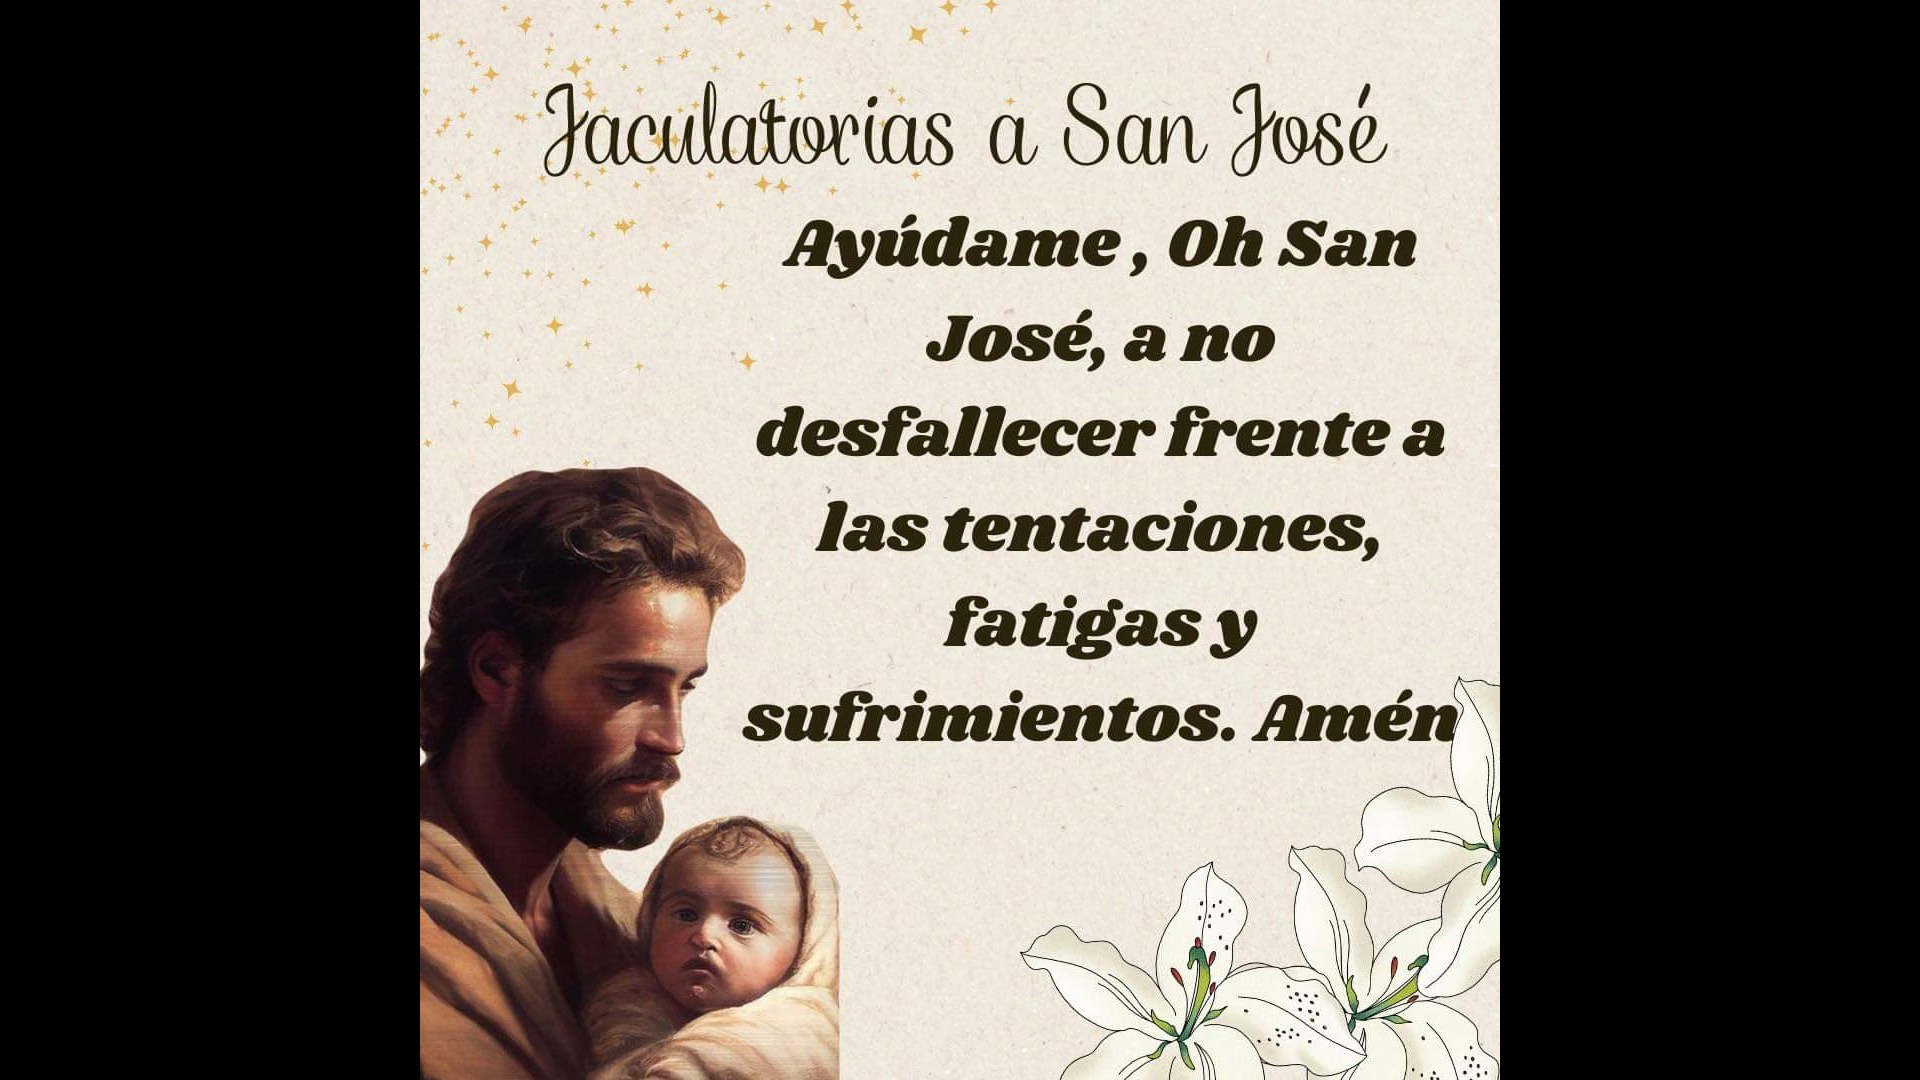 Jaculatorias a San José
Ayúdame , Oh San
José, a no
desfallecer frente a
las tentaciones,
fatigas y
sufrimientos. Amén